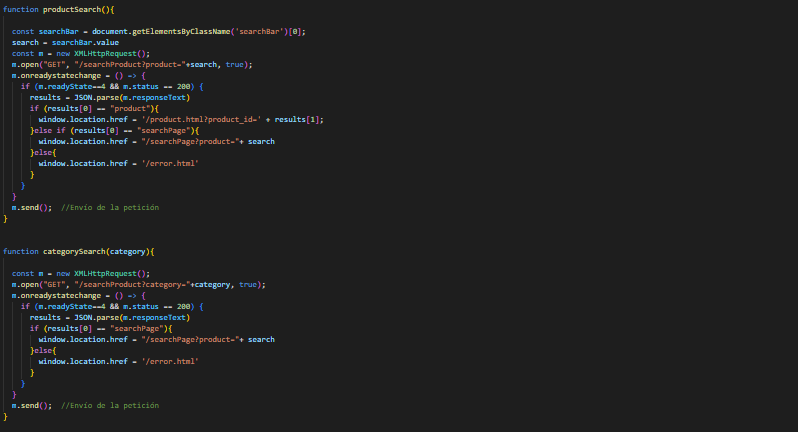 function productSearch(){
const searchBar = document.getElementsByClassName('searchBar')[0];
search = searchBar.value
const m = new XMLHttpRequest();
m.open("GET", "/searchProduct?product="+search, true);
m.onreadystatechange = () => {
if (m.readyState==4 && m.status == 200) {
results = JSON.parse(m.responseText)
if (results[0] == "product"){
window.location.href = '/product.html?product_id=' + results[1];
}else if (results[0] == "searchPage"){
window.location.href = "/searchPage?product="+ search
}else{
window.location.href = '/error.html'
}
}
}
m.send();  //Envío de la petición
}
function categorySearch(category){
const m = new XMLHttpRequest();
m.open("GET", "/searchProduct?category="+category, true);
m.onreadystatechange = () => {
if (m.readyState==4 && m.status == 200) {
results = JSON.parse(m.responseText)
if (results[0] == "searchPage"){
window.location.href = "/searchPage?product="+ search
}else{
window.location.href = '/error.html'
}
}
}
m.send();  //Envío de la petición
}